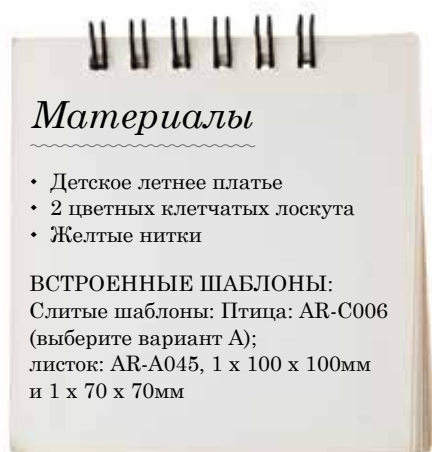 Материалы
• Детское летнее платье
• 2 цветных клетчатых лоскута
• Желтые нитки
ВСТРОЕННЫЕ ШАБЛОНЫ:
Слитые шаблоны: Птица: AR-C006
(выберите вариант А);
листок: AR-A045, 1 x 100 x 100мм
и 1 x 70 x 70мм